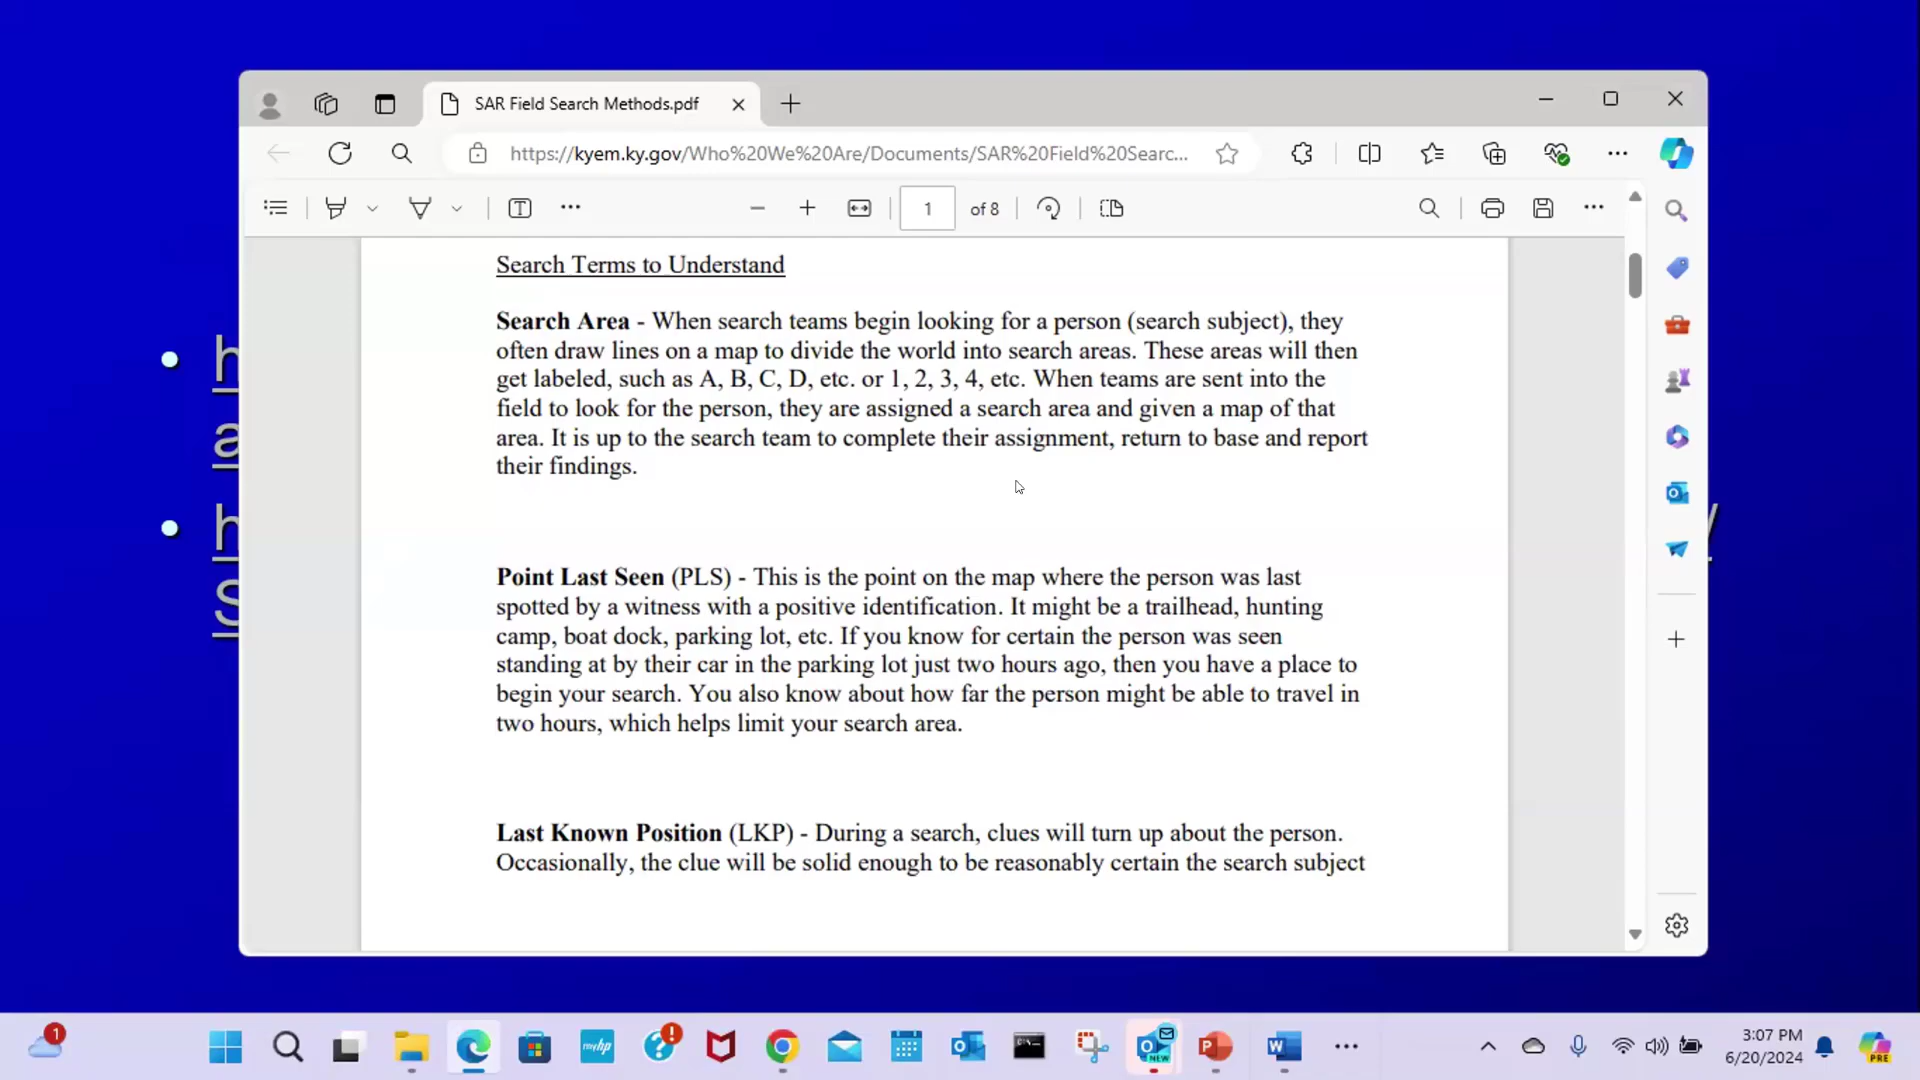 SAR Field Search Methods.pdf
https://kyem.ky.gov/Who%20We%20Are/Documents/SAR%20Field%20Searc...
1 of 8
Search Terms to Understand
Search Area - When search teams begin looking for a person (search subject), they
often draw lines on a map to divide the world into search areas. These areas will then
get labeled, such as A, B, C, D, etc. or 1, 2, 3, 4, etc. When teams are sent into the
field to look for the person, they are assigned a search area and given a map of that
area. It is up to the search team to complete their assignment, return to base and report
their findings.
Point Last Seen (PLS) - This is the point on the map where the person was last
spotted by a witness with a positive identification. It might be a trailhead, hunting
camp, boat dock, parking lot, etc. If you know for certain the person was seen
standing at by their car in the parking lot just two hours ago, then you have a place to
begin your search. You also know about how far the person might be able to travel in
two hours, which helps limit your search area.
Last Known Position (LKP) - During a search, clues will turn up about the person.
Occasionally, the clue will be solid enough to be reasonably certain the search subject
h
a
h /
S
1
myhp
NEW
3:07 PM
6/20/2024
PRE